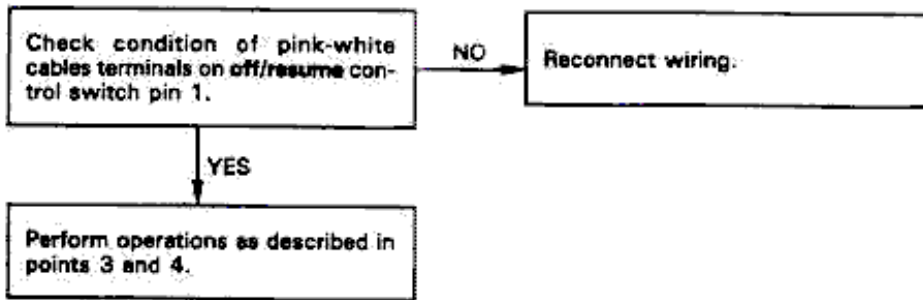 Check condition of pink-white
cables terminals on off/resume con-
trol switch pin 1.
NO
Reconnect wiring.
YES
Perform operations as described in
points 3 and 4.